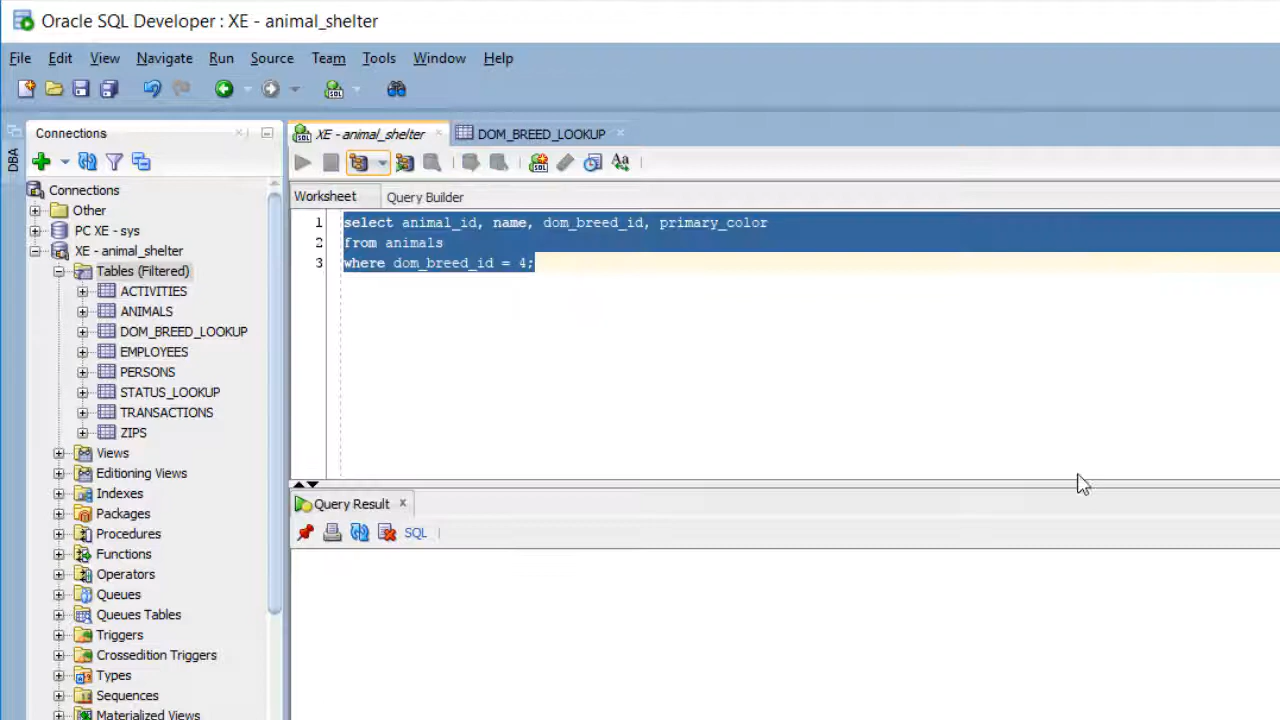 Oracle SQL Developer : XE - animal_shelter
File Edit View Navigate Run Source Team Tools Window Help
DBA
Connections
XE - animal_shelter
DOM_BREED_LOOKUP
Connections
Other
PC XE - sys
XE - animal_shelter
Tables (Filtered)
ACTIVITIES
ANIMALS
DOM_BREED_LOOKUP
EMPLOYEES
PERSONS
STATUS_LOOKUP
TRANSACTIONS
ZIPS
Views
Editioning Views
Indexes
Packages
Procedures
Functions
Operators
Queues
Queues Tables
Triggers
Crossedition Triggers
Types
Sequences
Materialized Views
Worksheet Query Builder
1 select animal_id, name, dom_breed_id, primary_color
2 from animals
3 where dom_breed_id = 4;
Query Result
SQL